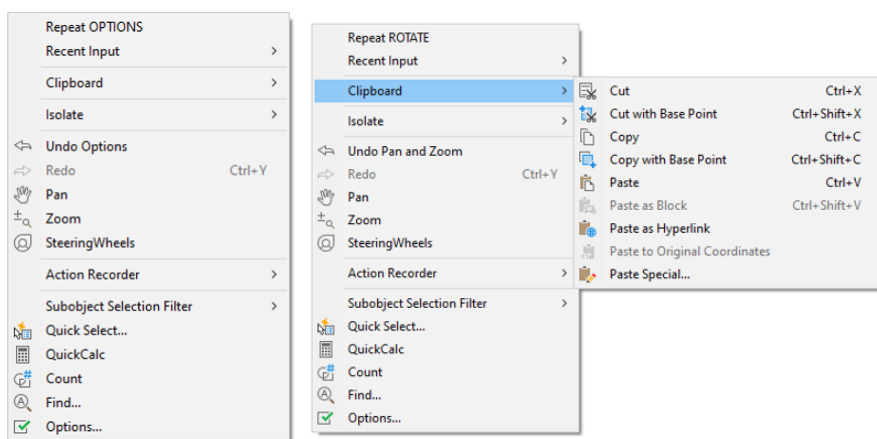 Repeat OPTIONS
Recent Input
Clipboard
Isolate
Undo Options
Redo Ctrl+Y
Pan
Zoom
SteeringWheels
Action Recorder
Subobject Selection Filter
Quick Select...
QuickCalc
Count
Find...
Options...
Repeat ROTATE
Recent Input
Clipboard
Isolate
Undo Pan and Zoom
Redo Ctrl+Y
Pan
Zoom
SteeringWheels
Action Recorder
Subobject Selection Filter
Quick Select...
QuickCalc
Count
Find...
Options...
Cut Ctrl+X
Cut with Base Point Ctrl+Shift+X
Copy Ctrl+C
Copy with Base Point Ctrl+Shift+C
Paste Ctrl+V
Paste as Block Ctrl+Shift+V
Paste as Hyperlink
Paste to Original Coordinates
Paste Special...